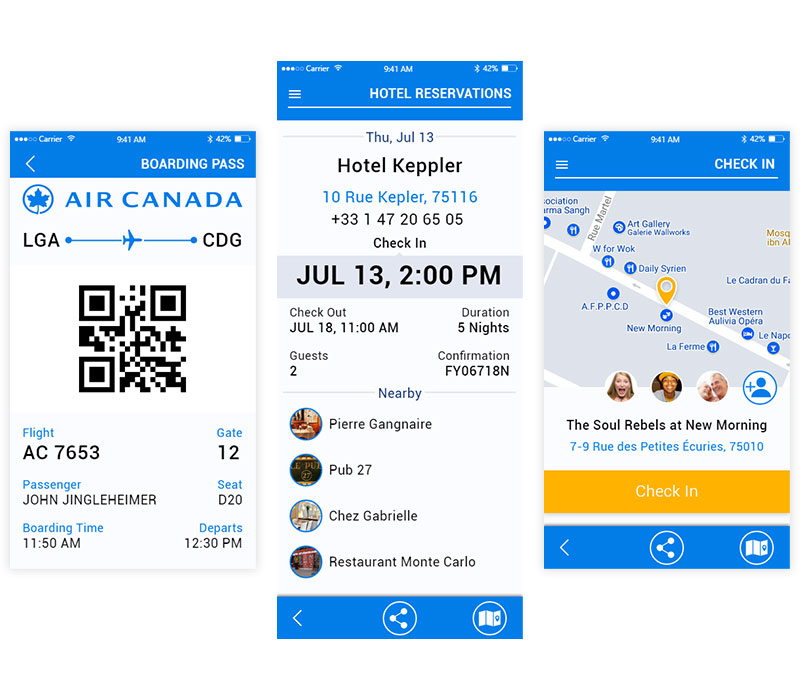 ●●●○○ Carrier 9:41 AM 42%
BOARDING PASS
AIR CANADA
LGA CDG
Flight Gate
AC 7653 12
Passenger Seat
JOHN JINGLEHEIMER D20
Boarding Time Departs
11:50 AM 12:30 PM
●●●○○ Carrier 9:41 AM 42%
HOTEL RESERVATIONS
Thu, Jul 13
Hotel Keppler
10 Rue Kepler, 75116
+33 1 47 20 65 05
Check In
JUL 13, 2:00 PM
Check Out Duration
JUL 18, 11:00 AM 5 Nights
Guests Confirmation
2 FY06718N
Nearby
Pierre Gangnaire
Pub 27
Chez Gabrielle
Restaurant Monte Carlo
●●●○○ Carrier 9:41 AM 42%
CHECK IN
sociation
arma Sangh
Rue Martel
Art Gallery
Galerie Wallworks
Mosq
ibn Al
W for Wok
Daily Syrien
Le Cadran du Fa
A.F.P.P.C.D
New Morning
Best Western
Aulivia Opéra
La Ferme
Le Napo
The Soul Rebels at New Morning
7-9 Rue des Petites Écuries, 75010
Check In